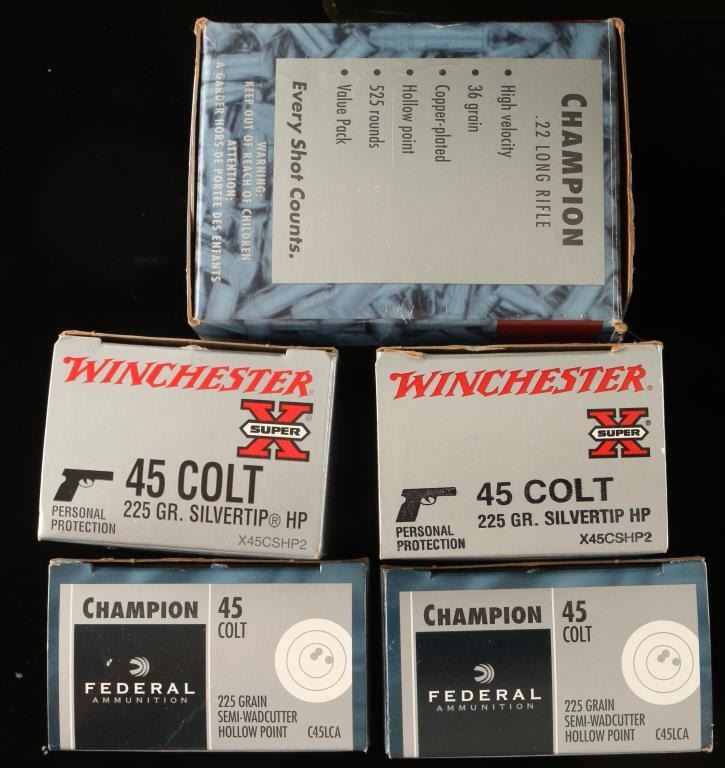 CHAMPION
.22 LONG RIFLE
• High velocity
• 36 grain
• Copper-plated
• Hollow point
• 525 rounds
• Value Pack
Every Shot Counts.
WARNING:
KEEP OUT OF REACH OF CHILDREN
ATTENTION:
A GARDER HORS DE PORTÉE DES ENFANTS
WINCHESTER®
SUPER X®
45 COLT
225 GR. SILVERTIP® HP
PERSONAL
PROTECTION
X45CSHP2
WINCHESTER®
SUPER X®
45 COLT
225 GR. SILVERTIP HP
PERSONAL
PROTECTION
X45CSHP2
CHAMPION
FEDERAL
AMMUNITION
45
COLT
225 GRAIN
SEMI-WADCUTTER
HOLLOW POINT C45LCA
CHAMPION
FEDERAL
AMMUNITION
45
COLT
225 GRAIN
SEMI-WADCUTTER
HOLLOW POINT C45LCA